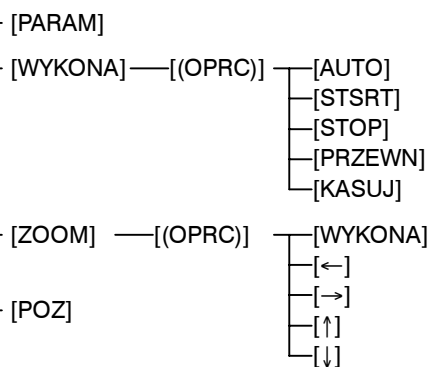 [PARAM]
[WYKONA] [(OPRC)] [AUTO]
[STSRT]
[STOP]
[PRZEWN]
[KASUJ]
[ZOOM] [(OPRC)] [WYKONA]
[←]
[→]
[POZ]
[↑]
[↓]